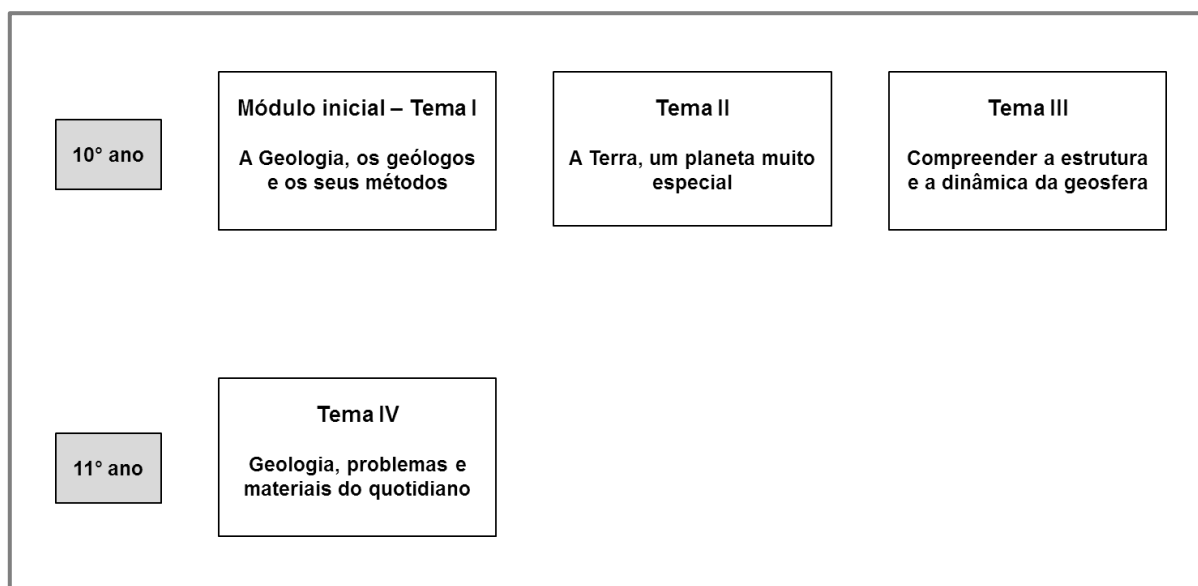 10° ano
Módulo inicial – Tema I
A Geologia, os geólogos
e os seus métodos
Tema II
A Terra, um planeta muito
especial
Tema III
Compreender a estrutura
e a dinâmica da geosfera
11° ano
Tema IV
Geologia, problemas e
materiais do quotidiano